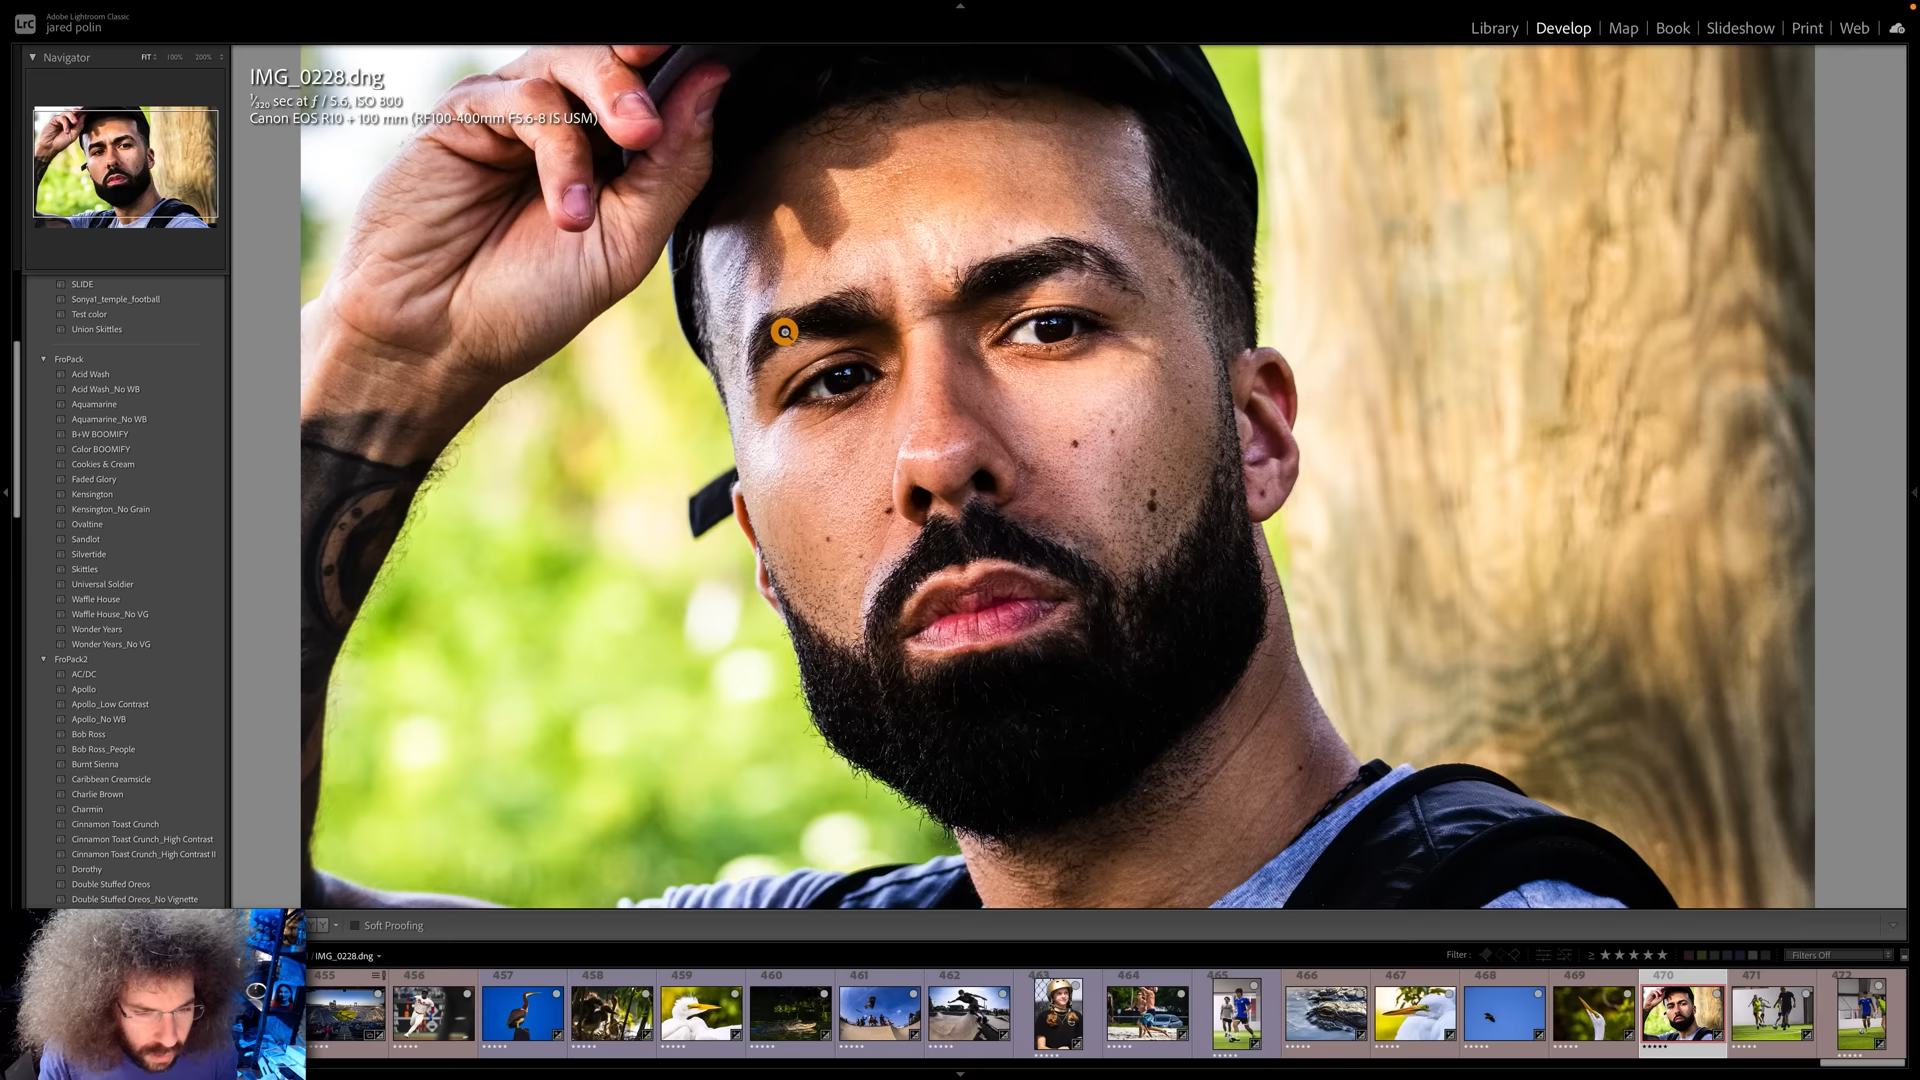 LrC
Adobe Lightroom Classic
jared polin
Library | Develop | Map | Book | Slideshow | Print | Web
Navigator
FIT
100%
200%
IMG_0228.dng
1/320 sec at ƒ / 5.6, ISO 800
Canon EOS R10 + 100 mm (RF100-400mm F5.6-8 IS USM)
SLIDE
Sonya1_temple_football
Test color
Union Skittles
FroPack
Acid Wash
Acid Wash_No WB
Aquamarine
Aquamarine_No WB
B+W BOOMIFY
Color BOOMIFY
Cookies & Cream
Faded Glory
Kensington
Kensington_No Grain
Ovaltine
Sandlot
Silvertide
Skittles
Universal Soldier
Waffle House
Waffle House_No VG
Wonder Years
Wonder Years_No VG
FroPack2
AC/DC
Apollo
Apollo_Low Contrast
Apollo_No WB
Bob Ross
Bob Ross_People
Burnt Sienna
Caribbean Creamsicle
Charlie Brown
Charmin
Cinnamon Toast Crunch
Cinnamon Toast Crunch_High Contrast
Cinnamon Toast Crunch_High Contrast II
Dorothy
Double Stuffed Oreos
Double Stuffed Oreos_No Vignette
Y
Soft Proofing
/ IMG_0228.dng
Filter :
≥ ★★★★★
Filters Off
455 456 457 458 459 460 461 462 463 464 465 466 467 468 469 470 471 472